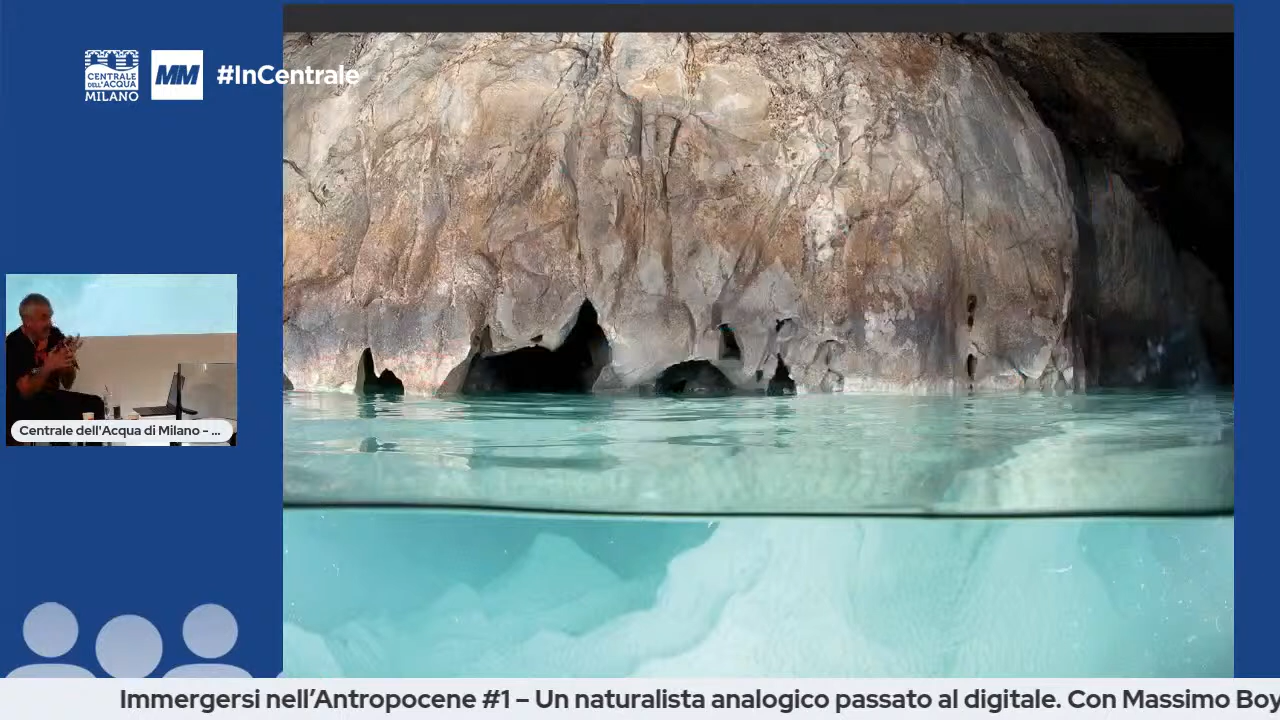 CENTRALE
DELL'ACQUA
MILANO
MM
#InCentrale
Centrale dell'Acqua di Milano - ...
Immergersi nell'Antropocene #1 – Un naturalista analogico passato al digitale. Con Massimo Boy